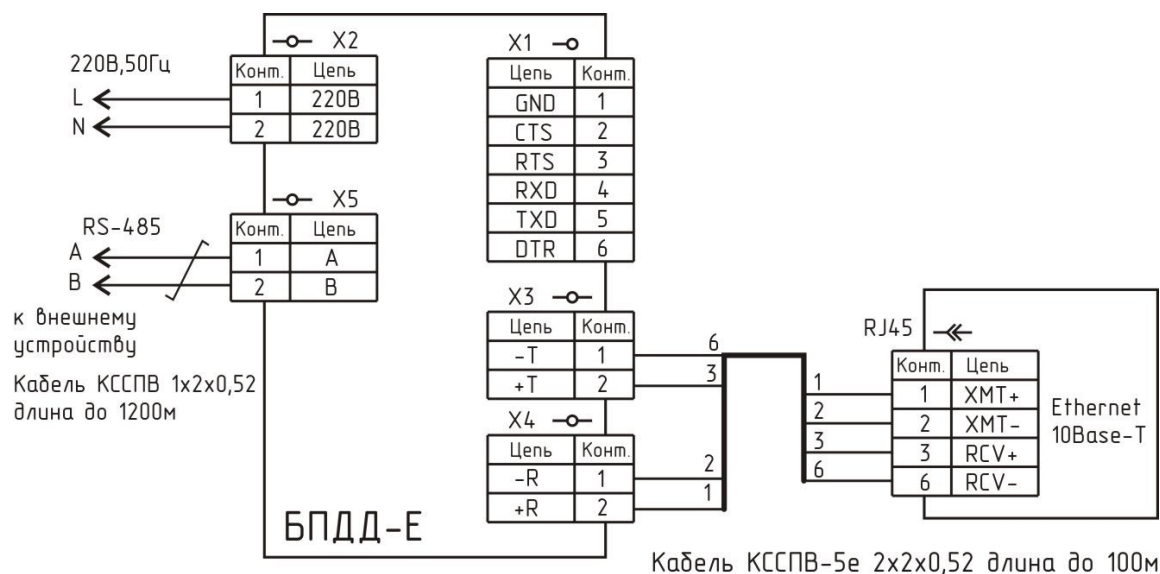 X2
220В,50Гц
Конт. Цепь
L 1 220В
N 2 220В
X5
RS-485
Конт. Цепь
A 1 А
B 2 В
к внешнему
устройству
Кабель КССПВ 1х2х0,52
длина до 1200м
X1
Цепь Конт.
GND 1
CTS 2
RTS 3
RXD 4
TXD 5
DTR 6
X3
Цепь Конт.
-T 1 6
+T 2 3
X4
Цепь Конт.
-R 1 2
+R 2 1
БПДД-Е
RJ45
Конт. Цепь
1 1 XMT+
2 2 XMT-
3 3 RCV+
6 6 RCV-
Ethernet
10Base-T
Кабель КССПВ-5е 2х2х0,52 длина до 100м